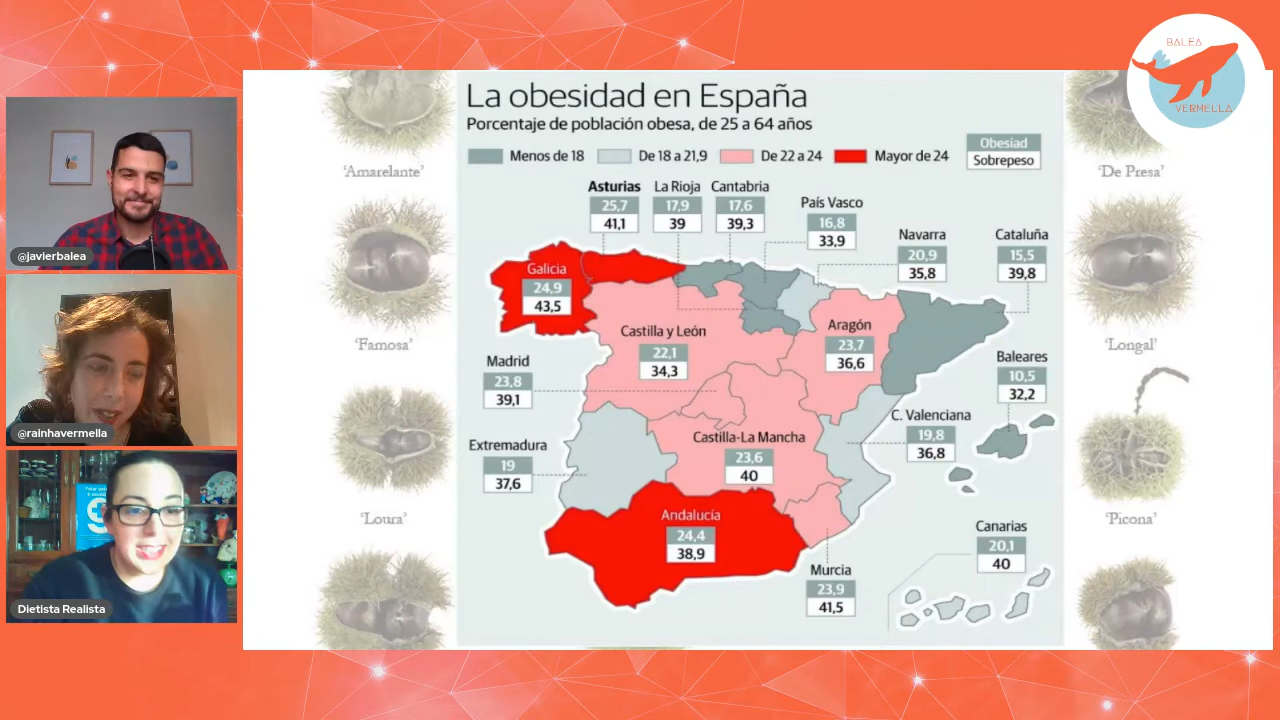 BALEA
VERMELLA
@javierbalea
@rainhavermella
Dietista Realista
'Amarelante'
'Famosa'
'Loura'
'De Presa'
'Longal'
'Picona'
La obesidad en España
Porcentaje de población obesa, de 25 a 64 años
Menos de 18
De 18 a 21,9
De 22 a 24
Mayor de 24
Obesiad
Sobrepeso
Asturias
25,7
41,1
La Rioja
17,9
39
Cantabria
17,6
39,3
País Vasco
16,8
33,9
Navarra
20,9
35,8
Cataluña
15,5
39,8
Galicia
24,9
43,5
Castilla y León
22,1
34,3
Aragón
23,7
36,6
Madrid
23,8
39,1
Baleares
10,5
32,2
C. Valenciana
19,8
36,8
Extremadura
19
37,6
Castilla-La Mancha
23,6
40
Andalucía
24,4
38,9
Canarias
20,1
40
Murcia
23,9
41,5